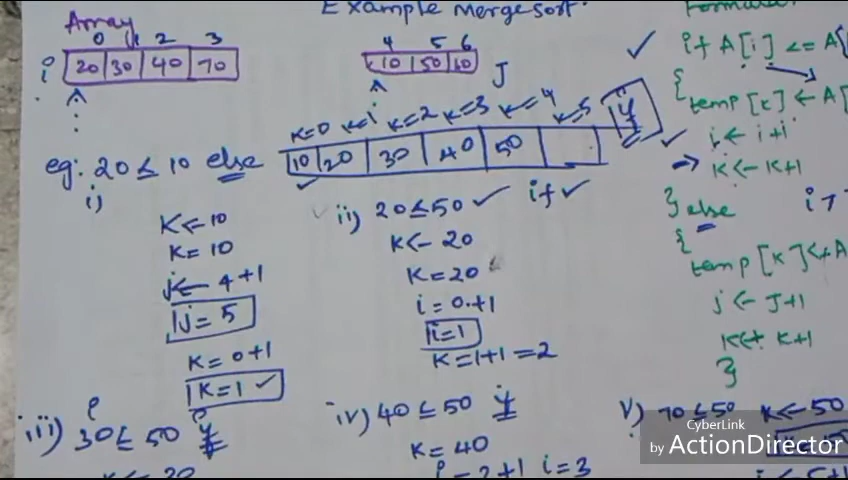 Example Mergesort.
Array
0 1 2 3
i 20 30 40 70
4 5 6
10 50 60 J
K=0 K=1 K=2 K=3 K=4 K=5
10 20 30 40 50
eg: 20 ≤ 10 else
i)
K ← 10
K = 10
j ← 4+1
j = 5
K = 0+1
K = 1 ✓
ii) 20 ≤ 50 ✓ if ✓
K ← 20
K = 20
i = 0+1
i = 1
K = 1+1 = 2
iii) 30 ≤ 50 if
iv) 40 ≤ 50 if
K = 40
i = 2+1 i = 3
v) 70 ≤ 50 K ← 50
✓ if A[i] <= A[
{
temp[k] ← A[
i ← i+1
→ K ← K+1
} else i >
{
temp[k] ← A
j ← J+1
K ← K+1
}
CyberLink
by ActionDirector